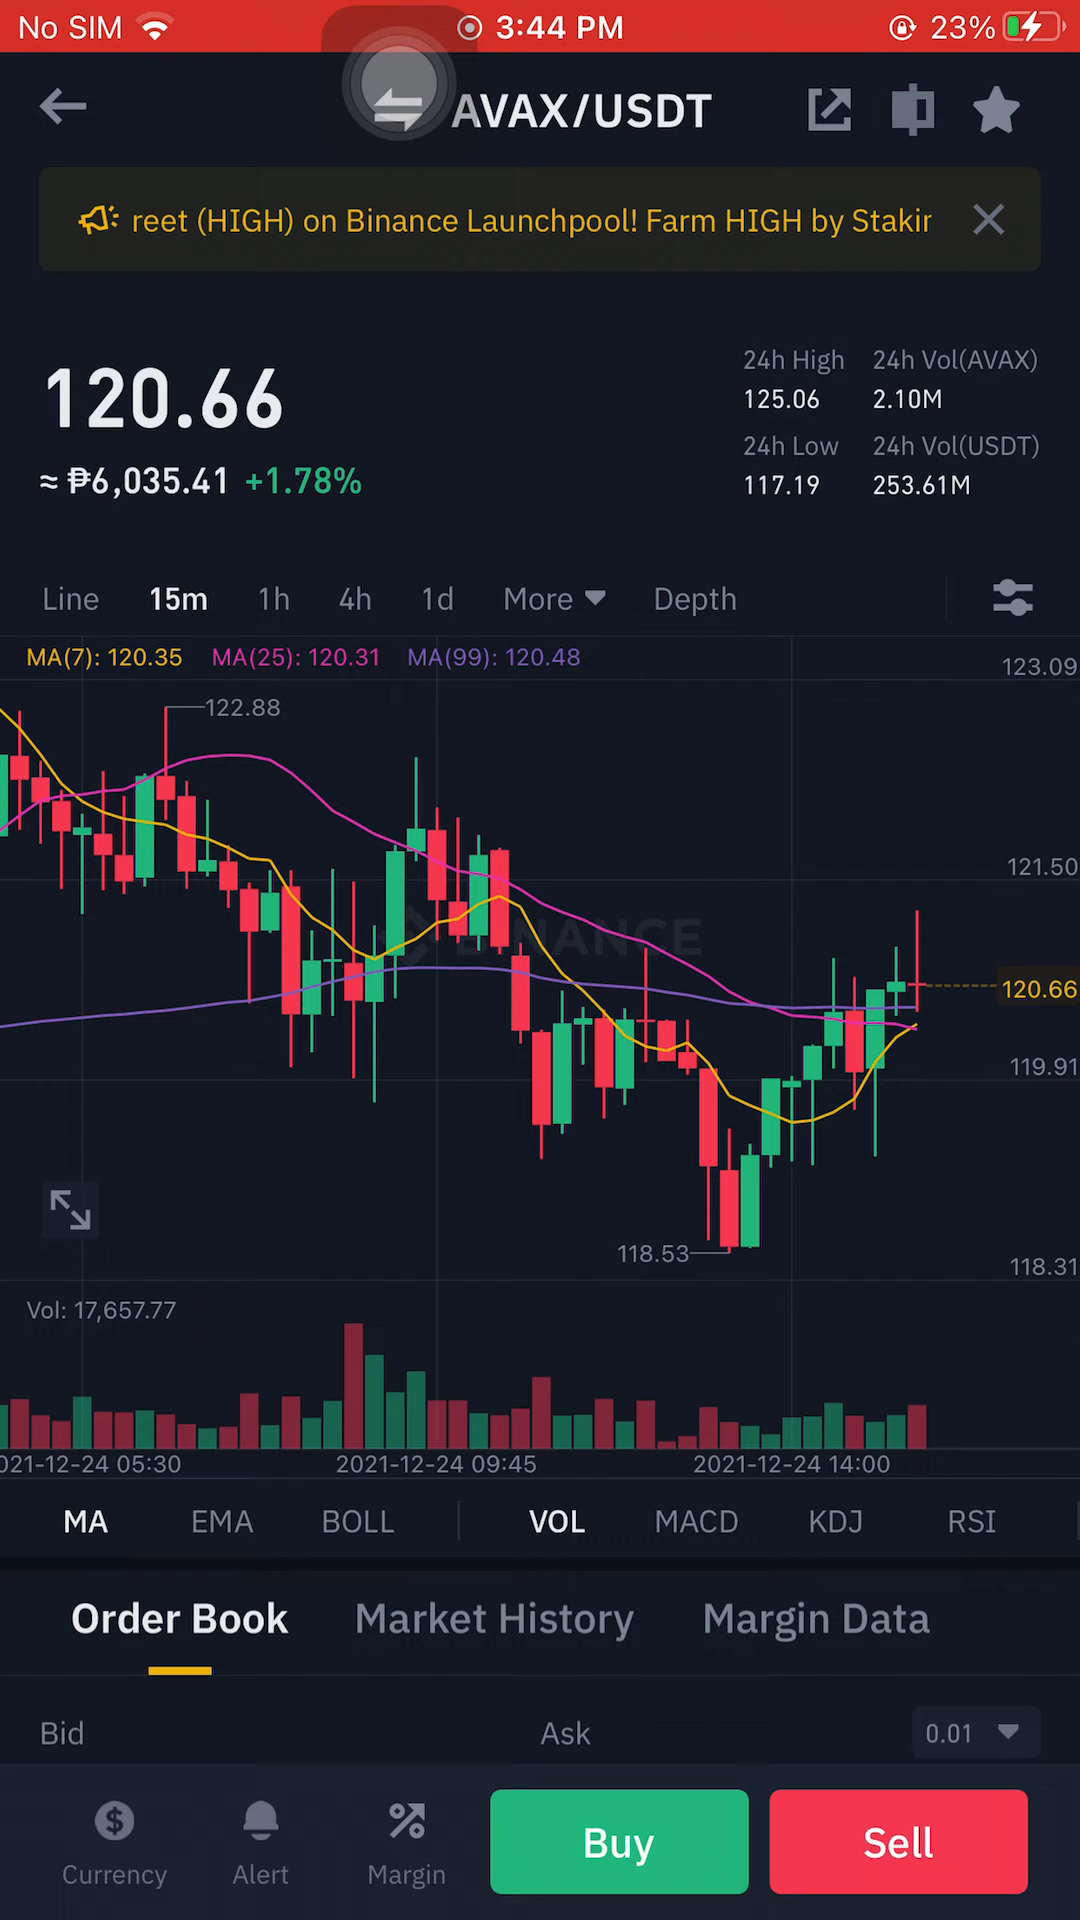 No SIM 3:44 PM 23%
AVAX/USDT
reet (HIGH) on Binance Launchpool! Farm HIGH by Stakin
120.66
≈ ₱6,035.41 +1.78%
24h High 24h Vol(AVAX)
125.06 2.10M
24h Low 24h Vol(USDT)
117.19 253.61M
Line 15m 1h 4h 1d More Depth
MA(7): 120.35 MA(25): 120.31 MA(99): 120.48
123.09
122.88
121.50
BINANCE
120.66
119.91
118.53
118.31
Vol: 17,657.77
021-12-24 05:30 2021-12-24 09:45 2021-12-24 14:00
MA EMA BOLL VOL MACD KDJ RSI
Order Book Market History Margin Data
Bid Ask 0.01
Currency Alert Margin Buy Sell